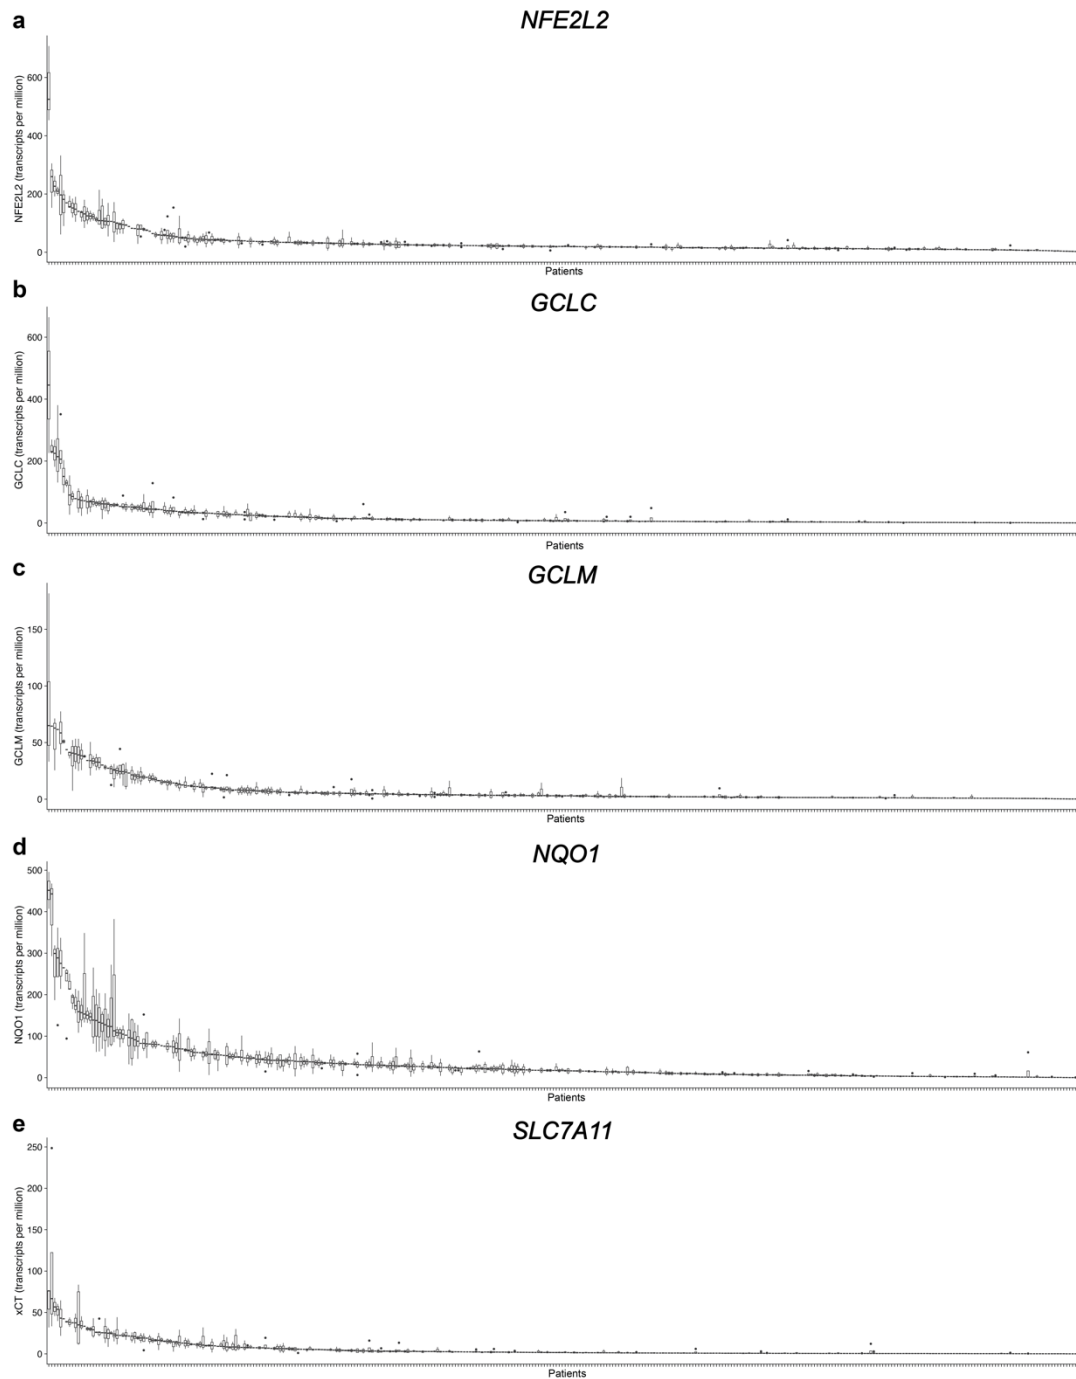 a
NFE2L2
NFE2L2 (transcripts per million)
600
400
200
0
Patients
b
GCLC
GCLC (transcripts per million)
600
400
200
0
Patients
c
GCLM
GCLM (transcripts per million)
150
100
50
0
Patients
d
NQO1
NQO1 (transcripts per million)
500
400
300
200
100
0
Patients
e
SLC7A11
xCT (transcripts per million)
250
200
150
100
50
0
Patients